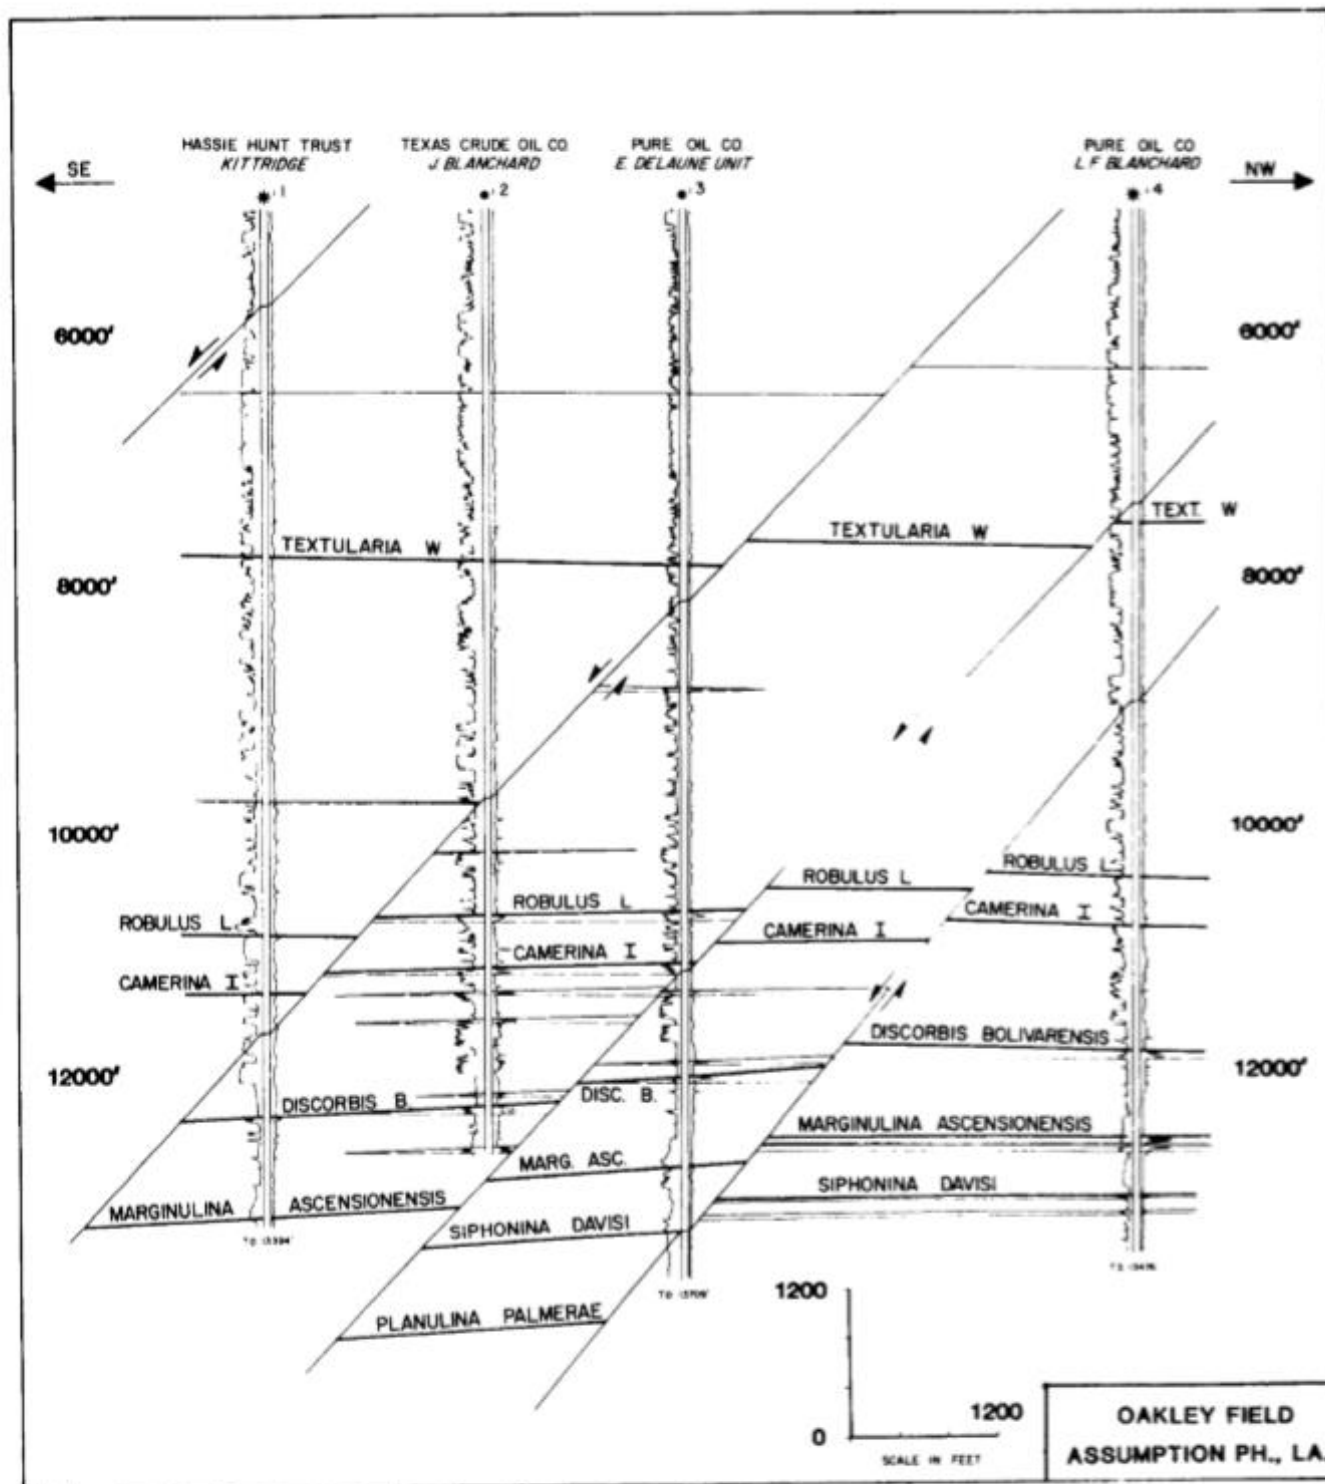 HASSIE HUNT TRUST
KITTRIDGE
1
TEXAS CRUDE OIL CO
J. BLANCHARD
2
PURE OIL CO
E. DELAUNE UNIT
3
PURE OIL CO
L. F. BLANCHARD
4
SE
NW
6000'
6000'
TEXT. W
TEXTULARIA W
TEXTULARIA W
8000'
8000'
10000'
10000'
ROBULUS L.
ROBULUS L
ROBULUS L
ROBULUS L.
CAMERINA I
CAMERINA I
CAMERINA I
CAMERINA I
DISCORBIS BOLIVARENSIS
12000'
12000'
DISCORBIS B.
DISC. B.
MARGINULINA ASCENSIONENSIS
MARG. ASC.
SIPHONINA DAVISI
MARGINULINA ASCENSIONENSIS
SIPHONINA DAVISI
PLANULINA PALMERAE
1200
0
1200
SCALE IN FEET
OAKLEY FIELD
ASSUMPTION PH., LA.